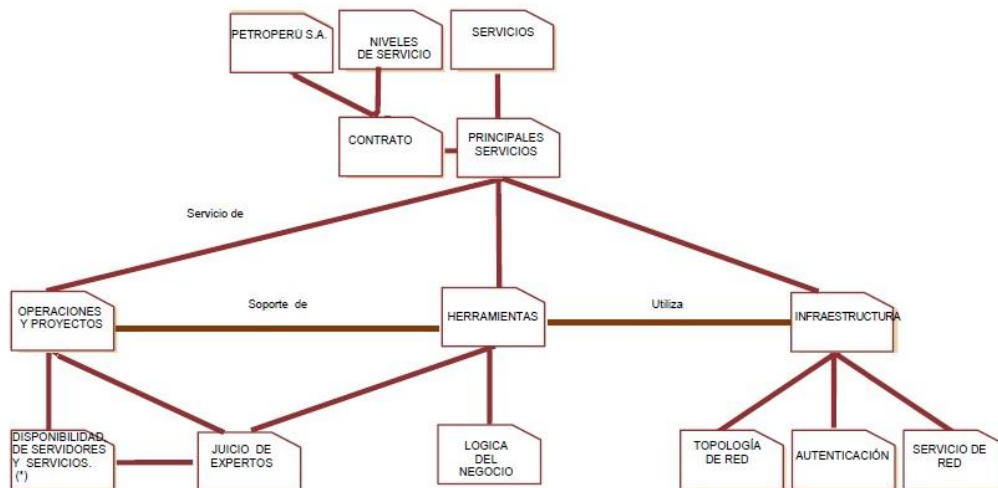 PETROPERÚ S.A.
NIVELES
DE SERVICIO
SERVICIOS
CONTRATO
PRINCIPALES
SERVICIOS
Servicio de
OPERACIONES
Y PROYECTOS
Soporte de
HERRAMIENTAS
Utiliza
INFRAESTRUCTURA
DISPONIBILIDAD
DE SERVIDORES
Y SERVICIOS.
(*)
JUICIO DE
EXPERTOS
LOGICA
DEL
NEGOCIO
TOPOLOGÍA
DE RED
AUTENTICACIÓN
SERVICIO DE
RED